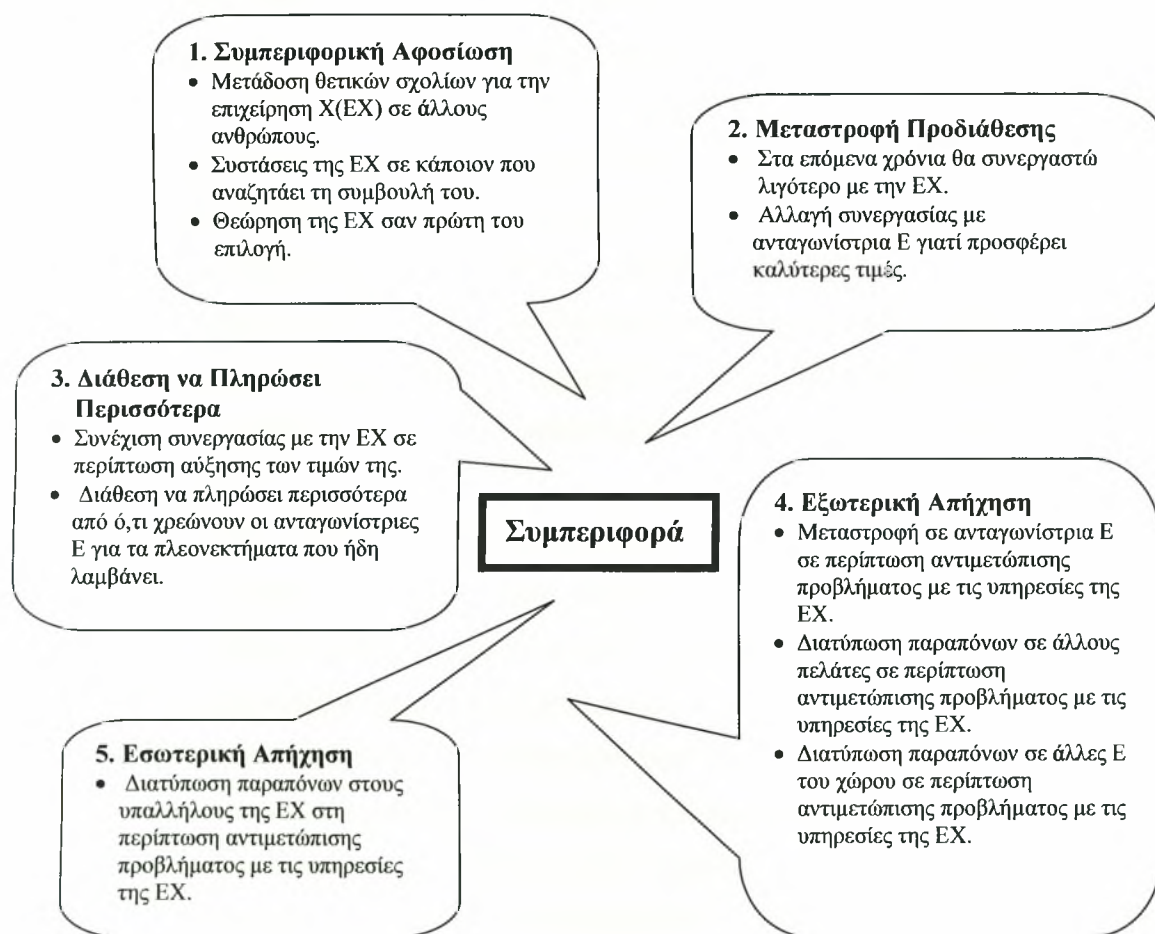 1. Συμπεριφορική Αφοσίωση
• Μετάδοση θετικών σχολίων για την
επιχείρηση Χ(ΕΧ) σε άλλους
ανθρώπους.
• Συστάσεις της ΕΧ σε κάποιον που
αναζητάει τη συμβουλή του.
• Θεώρηση της ΕΧ σαν πρώτη του
επιλογή.
2. Μεταστροφή Προδιάθεσης
• Στα επόμενα χρόνια θα συνεργαστώ
λιγότερο με την ΕΧ.
• Αλλαγή συνεργασίας με
ανταγωνίστρια Ε γιατί προσφέρει
καλύτερες τιμές.
3. Διάθεση να Πληρώσει
Περισσότερα
• Συνέχιση συνεργασίας με την ΕΧ σε
περίπτωση αύξησης των τιμών της.
• Διάθεση να πληρώσει περισσότερα
από ό,τι χρεώνουν οι ανταγωνίστριες
Ε για τα πλεονεκτήματα που ήδη
λαμβάνει.
Συμπεριφορά
4. Εξωτερική Απήχηση
• Μεταστροφή σε ανταγωνίστρια Ε
σε περίπτωση αντιμετώπισης
προβλήματος με τις υπηρεσίες της
ΕΧ.
• Διατύπωση παραπόνων σε άλλους
πελάτες σε περίπτωση
αντιμετώπισης προβλήματος με τις
υπηρεσίες της ΕΧ.
• Διατύπωση παραπόνων σε άλλες Ε
του χώρου σε περίπτωση
αντιμετώπισης προβλήματος με τις
υπηρεσίες της ΕΧ.
5. Εσωτερική Απήχηση
• Διατύπωση παραπόνων στους
υπαλλήλους της ΕΧ στη
περίπτωση αντιμετώπισης
προβλήματος με τις υπηρεσίες
της ΕΧ.